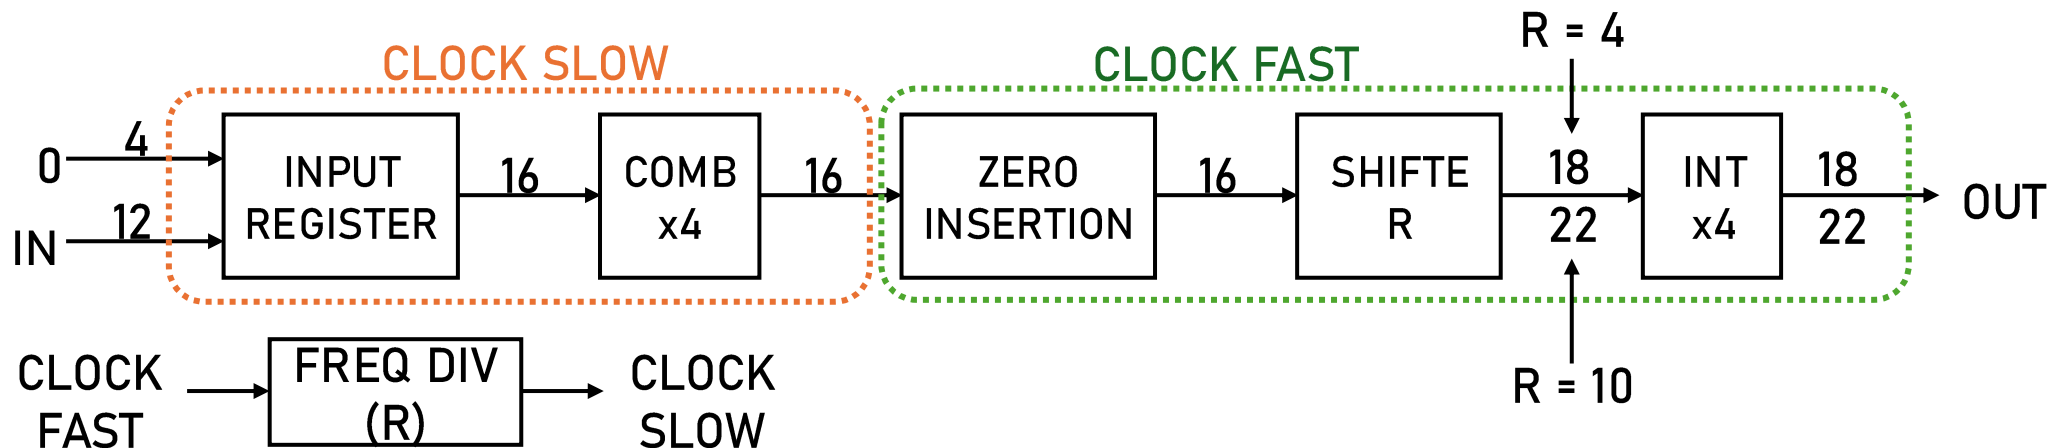 R = 4
CLOCK SLOW
CLOCK FAST
0
4
IN
12
INPUT
REGISTER
16
COMB
x4
16
ZERO
INSERTION
16
SHIFTE
R
18
22
INT
x4
18
22
OUT
R = 10
CLOCK
FAST
FREQ DIV
(R)
CLOCK
SLOW